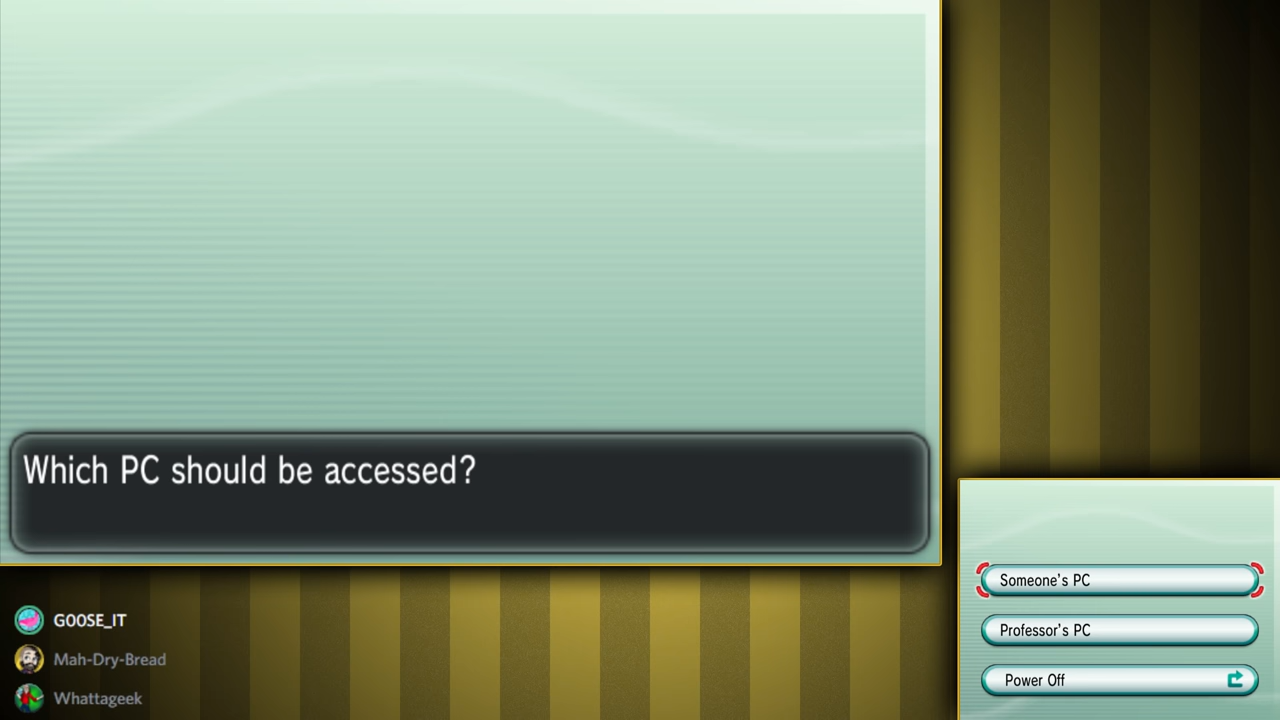 Which PC should be accessed?
Someone's PC
Professor's PC
Power Off
GOOSE_IT
Mah-Dry-Bread
Whattageek